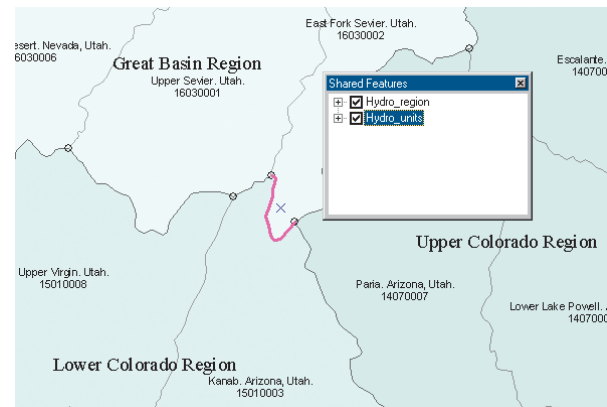 East Fork Sevier. Utah.
16030002
esert. Nevada, Utah.
6030006
Great Basin Region
Escalante.
14070
Upper Sevier. Utah.
16030001
Shared Features
Hydro_region
Hydro_units
Upper Colorado Region
Upper Virgin. Utah.
15010008
Paria. Arizona, Utah.
14070007
Lower Lake Powell.
140700
Lower Colorado Region
Kanab. Arizona, Utah.
15010003